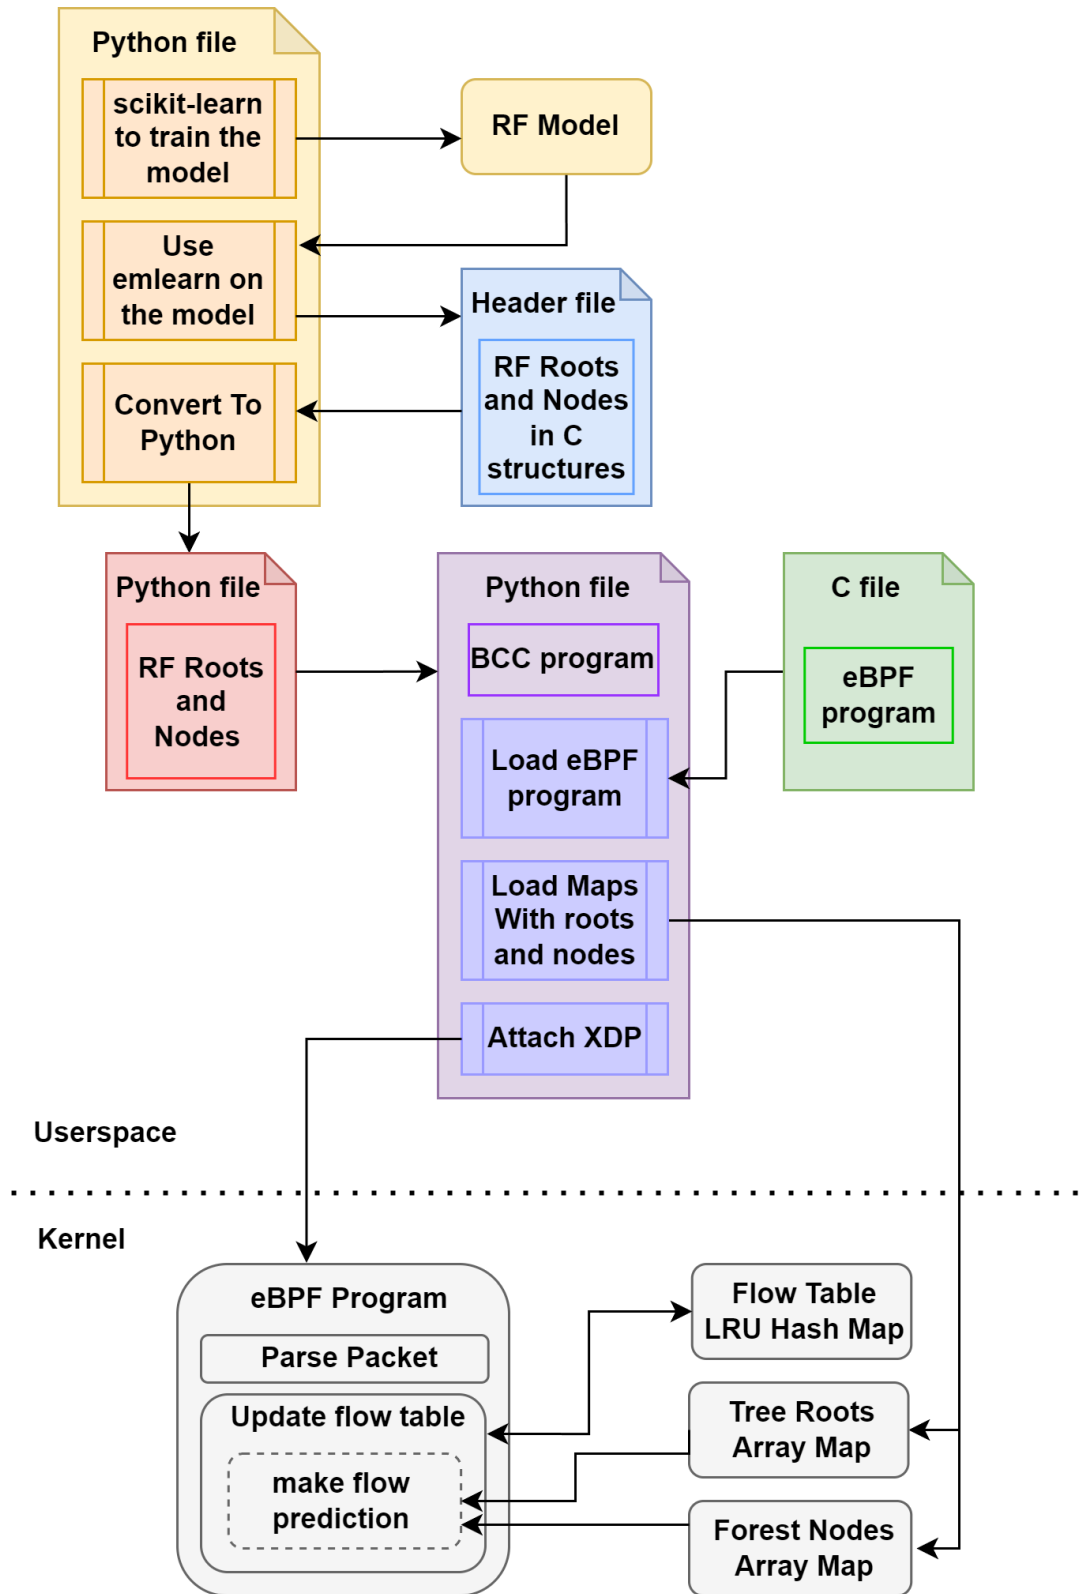 Python file
scikit-learn
to train the
model
RF Model
Use
emlearn on
the model
Header file
RF Roots
and Nodes
in C
structures
Convert To
Python
Python file
RF Roots
and
Nodes
Python file
BCC program
Load eBPF
program
Load Maps
With roots
and nodes
Attach XDP
C file
eBPF
program
Userspace
Kernel
eBPF Program
Parse Packet
Update flow table
make flow
prediction
Flow Table
LRU Hash Map
Tree Roots
Array Map
Forest Nodes
Array Map